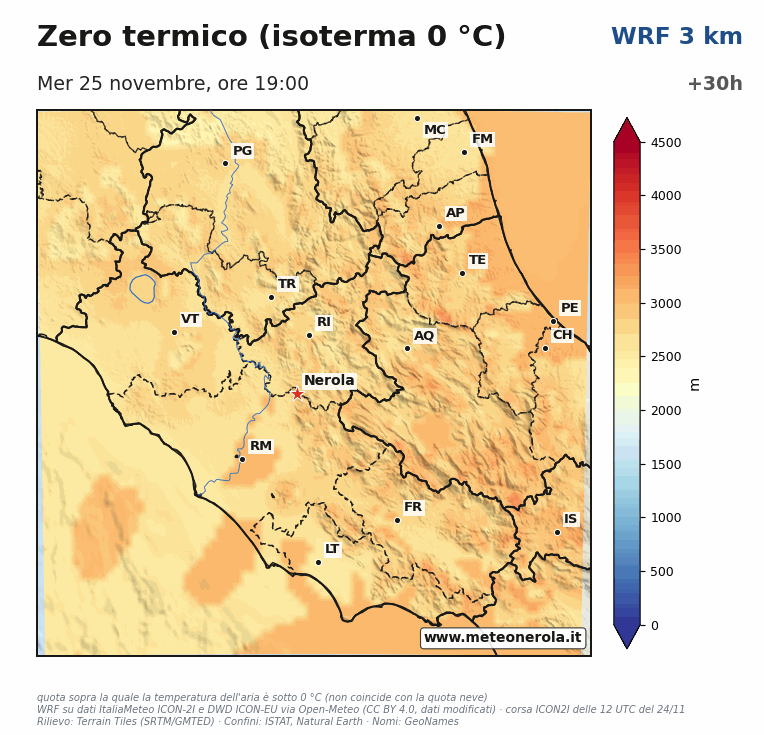 Zero termico (isoterma 0 °C)
WRF 3 km
Mer 25 novembre, ore 19:00
+30h
MC
FM
PG
AP
TE
TR
PE
VT
RI
AQ
CH
Nerola
RM
FR
IS
LT
www.meteonerola.it
4500
4000
3500
3000
2500
2000
1500
1000
500
0
m
quota sopra la quale la temperatura dell'aria è sotto 0 °C (non coincide con la quota neve)
WRF su dati ItaliaMeteo ICON-2I e DWD ICON-EU via Open-Meteo (CC BY 4.0, dati modificati) · corsa ICON2I delle 12 UTC del 24/11
Rilievo: Terrain Tiles (SRTM/GMTED) · Confini: ISTAT, Natural Earth · Nomi: GeoNames